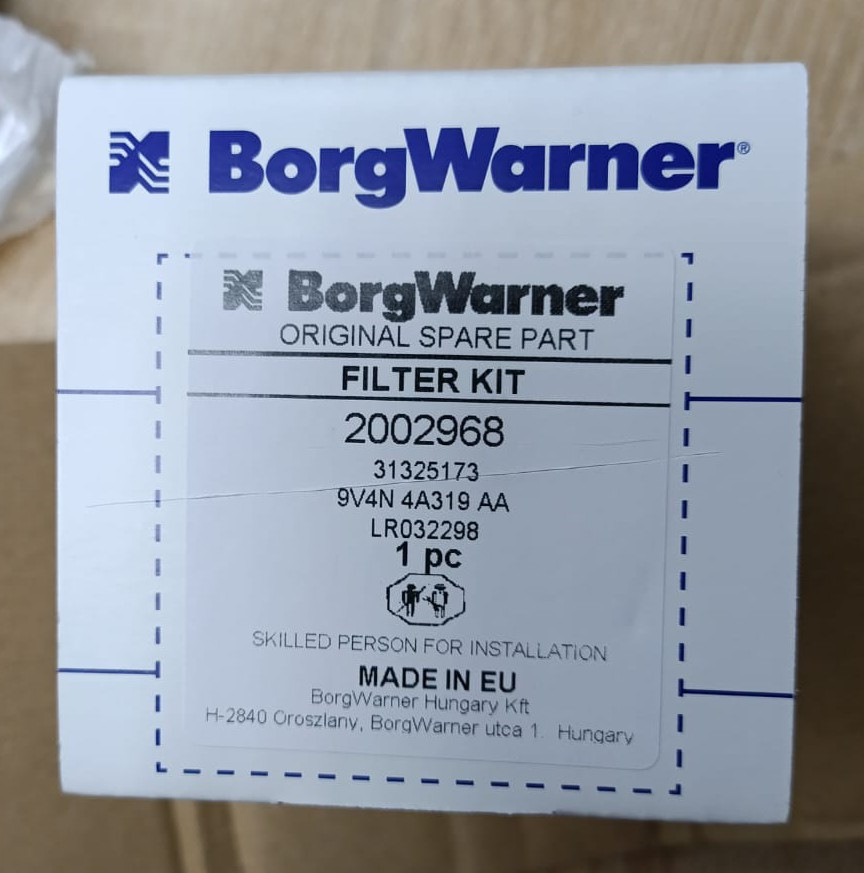 BorgWarner®
BorgWarner
ORIGINAL SPARE PART
FILTER KIT
2002968
31325173
9V4N 4A319 AA
LR032298
1 pc
SKILLED PERSON FOR INSTALLATION
MADE IN EU
BorgWarner Hungary Kft
H-2840 Oroszlany, BorgWarner utca 1. Hungary